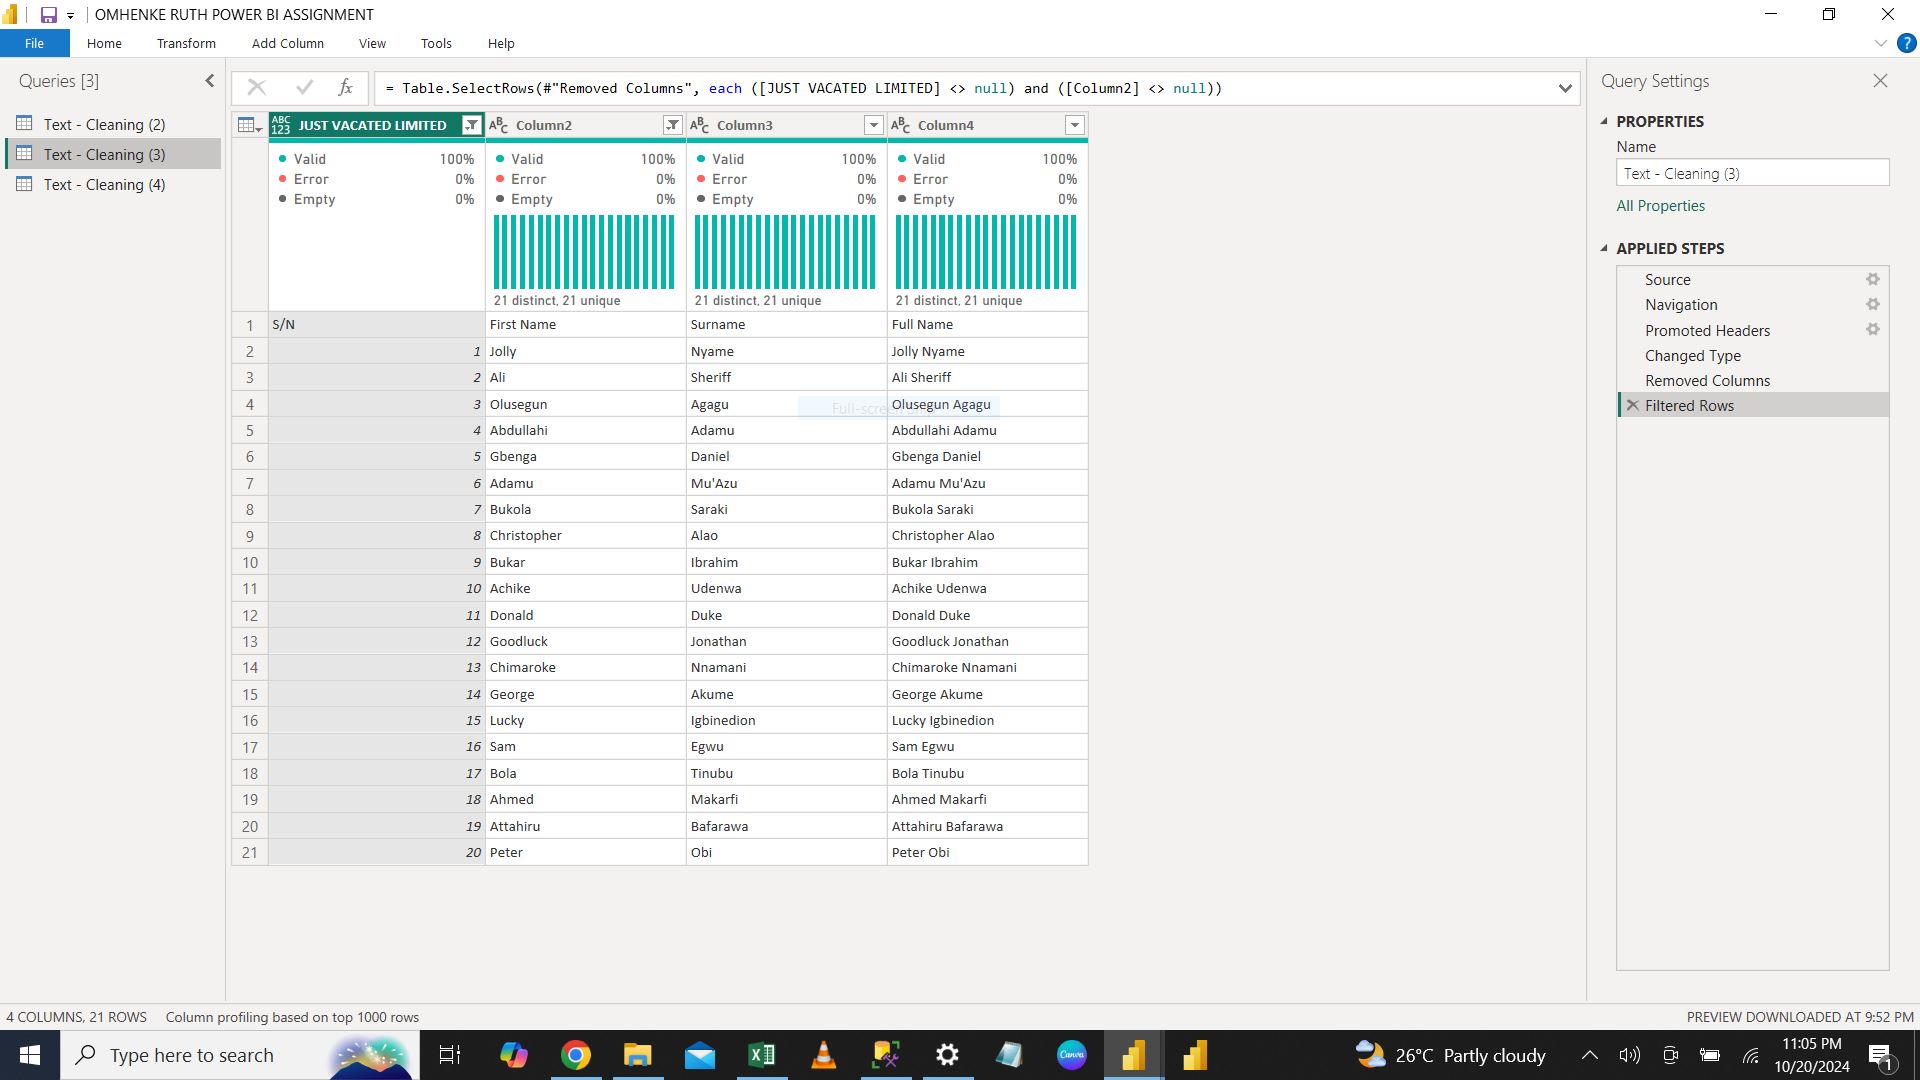 OMHENKE RUTH POWER BI ASSIGNMENT
File Home Transform Add Column View Tools Help
Queries [3]
Text - Cleaning (2)
Text - Cleaning (3)
Text - Cleaning (4)
fx = Table.SelectRows(#"Removed Columns", each ([JUST VACATED LIMITED] <> null) and ([Column2] <> null))
ABC 123 JUST VACATED LIMITED ABC Column2 ABC Column3 ABC Column4
Valid 100% Valid 100% Valid 100% Valid 100%
Error 0% Error 0% Error 0% Error 0%
Empty 0% Empty 0% Empty 0% Empty 0%
21 distinct, 21 unique 21 distinct, 21 unique 21 distinct, 21 unique
1 S/N First Name Surname Full Name
2 1 Jolly Nyame Jolly Nyame
3 2 Ali Sheriff Ali Sheriff
4 3 Olusegun Agagu Olusegun Agagu
Full-screen
5 4 Abdullahi Adamu Abdullahi Adamu
6 5 Gbenga Daniel Gbenga Daniel
7 6 Adamu Mu'Azu Adamu Mu'Azu
8 7 Bukola Saraki Bukola Saraki
9 8 Christopher Alao Christopher Alao
10 9 Bukar Ibrahim Bukar Ibrahim
11 10 Achike Udenwa Achike Udenwa
12 11 Donald Duke Donald Duke
13 12 Goodluck Jonathan Goodluck Jonathan
14 13 Chimaroke Nnamani Chimaroke Nnamani
15 14 George Akume George Akume
16 15 Lucky Igbinedion Lucky Igbinedion
17 16 Sam Egwu Sam Egwu
18 17 Bola Tinubu Bola Tinubu
19 18 Ahmed Makarfi Ahmed Makarfi
20 19 Attahiru Bafarawa Attahiru Bafarawa
21 20 Peter Obi Peter Obi
Query Settings
PROPERTIES
Name
Text - Cleaning (3)
All Properties
APPLIED STEPS
Source
Navigation
Promoted Headers
Changed Type
Removed Columns
Filtered Rows
4 COLUMNS, 21 ROWS Column profiling based on top 1000 rows
PREVIEW DOWNLOADED AT 9:52 PM
Type here to search
Canva
26°C Partly cloudy
11:05 PM
10/20/2024
1